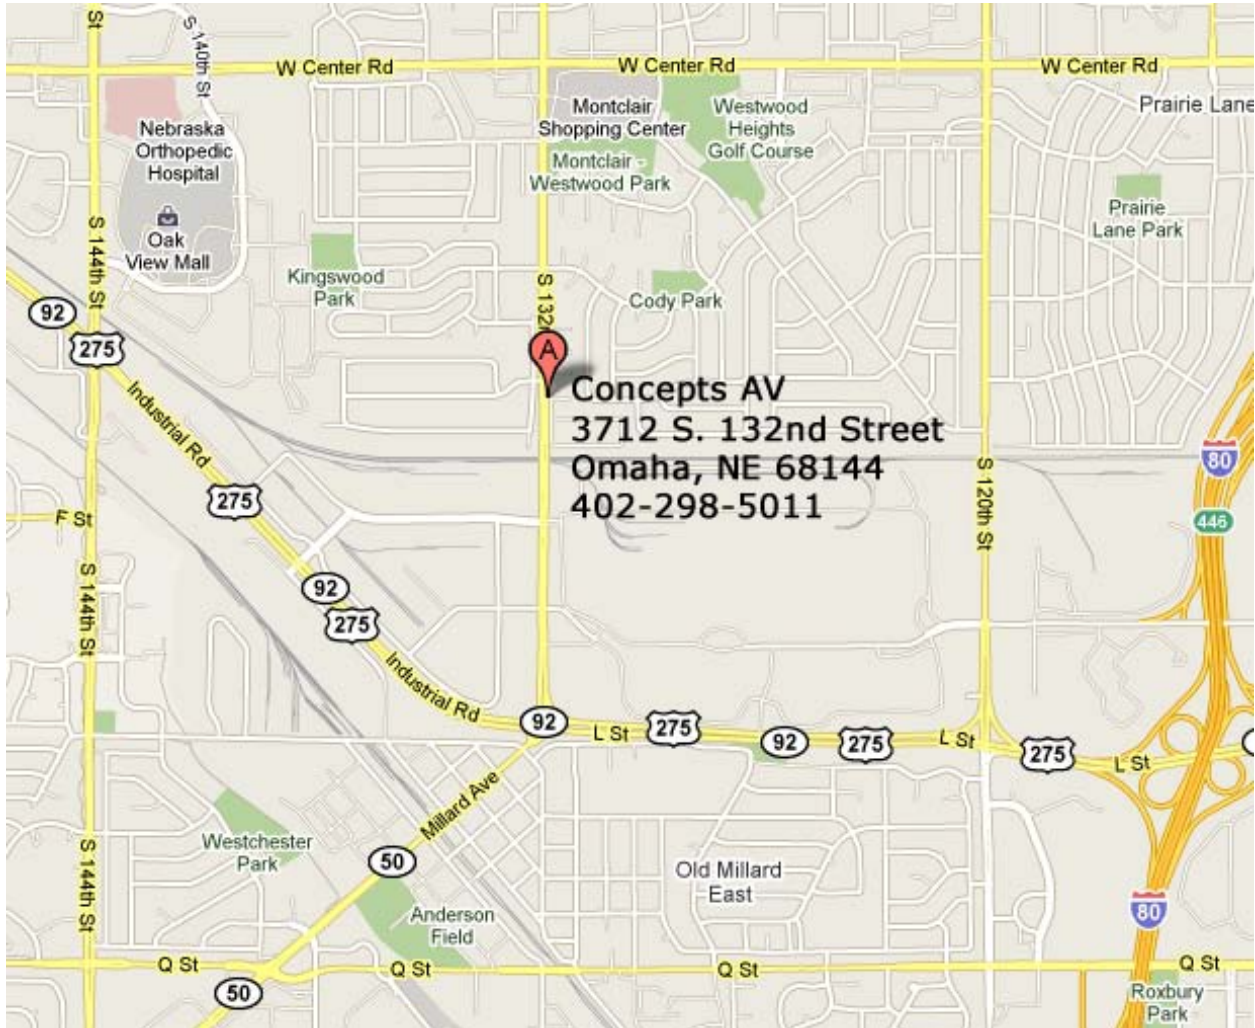 St
S 140th St
W Center Rd
W Center Rd
W Center Rd
Nebraska
Orthopedic
Hospital
Montclair
Shopping Center
Westwood
Heights
Golf Course
Prairie Lane
Montclair -
Westwood Park
Prairie
Lane Park
S 144th St
Oak
View Mall
Kingswood
Park
S 132
Cody Park
92
275
A
Concepts AV
3712 S. 132nd Street
Omaha, NE 68144
402-298-5011
Industrial Rd
80
275
F St
S 120th St
446
S 144th St
92
275
Industrial Rd
92
L St
275
92
275
L St
275
L St
Millard Ave
Westchester
Park
50
S 144th St
Old Millard
East
Anderson
Field
80
Q St
Q St
Q St
Q St
50
Roxbury
Park